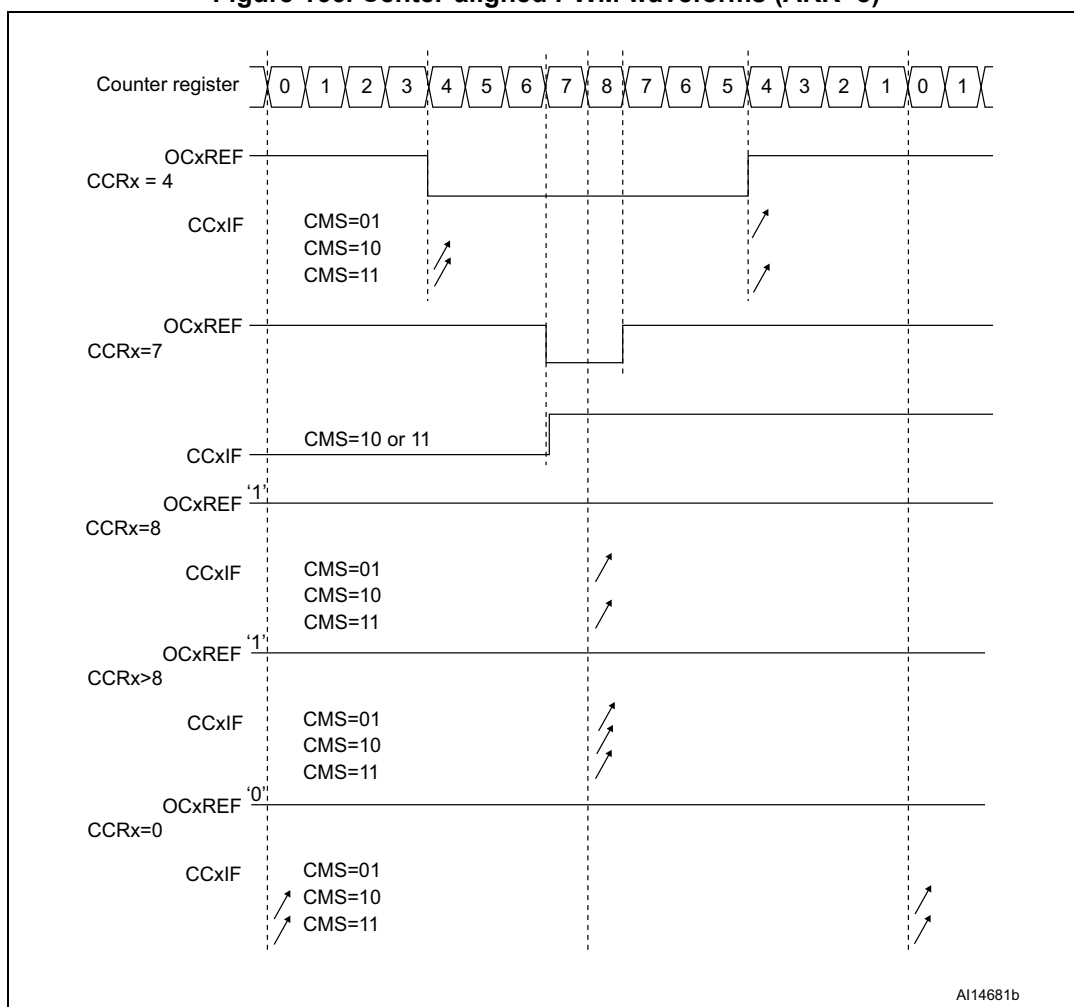 Counter register 0 1 2 3 4 5 6 7 8 7 6 5 4 3 2 1 0 1
OCxREF
CCRx = 4
CCxIF CMS=01
CMS=10
CMS=11
OCxREF
CCRx=7
CMS=10 or 11
CCxIF
OCxREF '1'
CCRx=8
CCxIF CMS=01
CMS=10
CMS=11
OCxREF '1'
CCRx>8
CCxIF CMS=01
CMS=10
CMS=11
OCxREF '0'
CCRx=0
CCxIF CMS=01
CMS=10
CMS=11
AI14681b